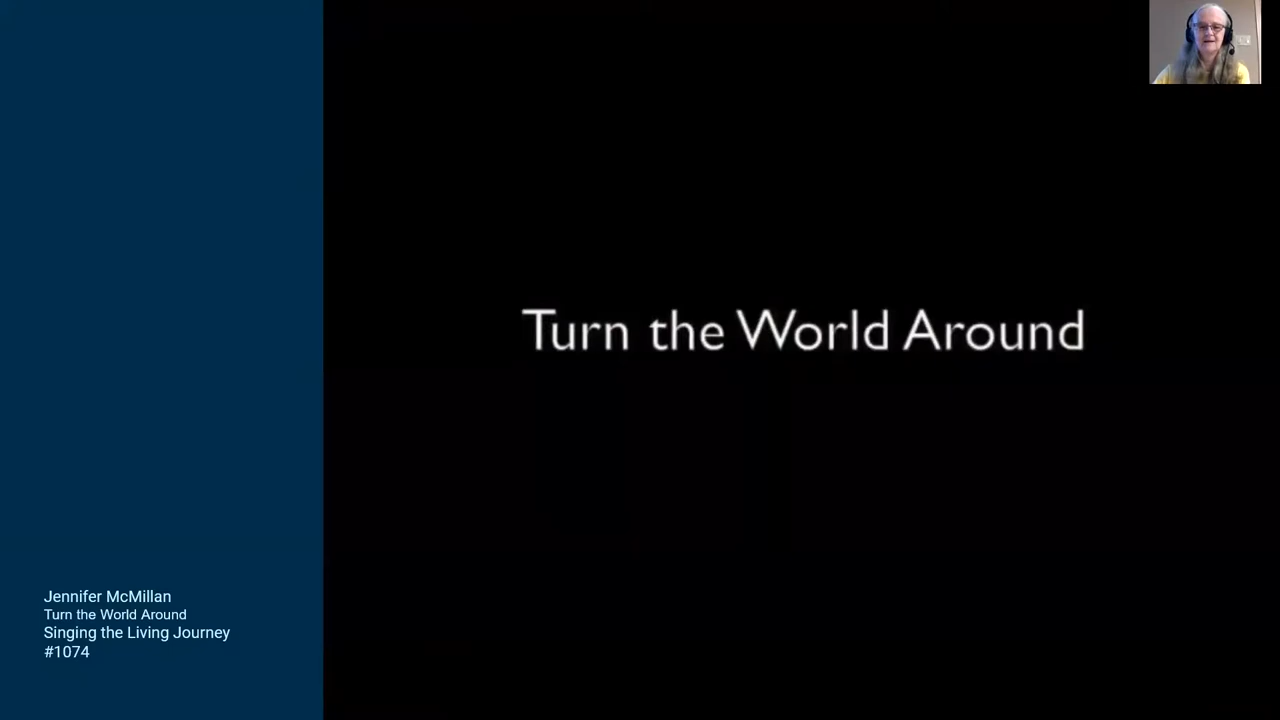 Turn the World Around
Jennifer McMillan
Turn the World Around
Singing the Living Journey
#1074